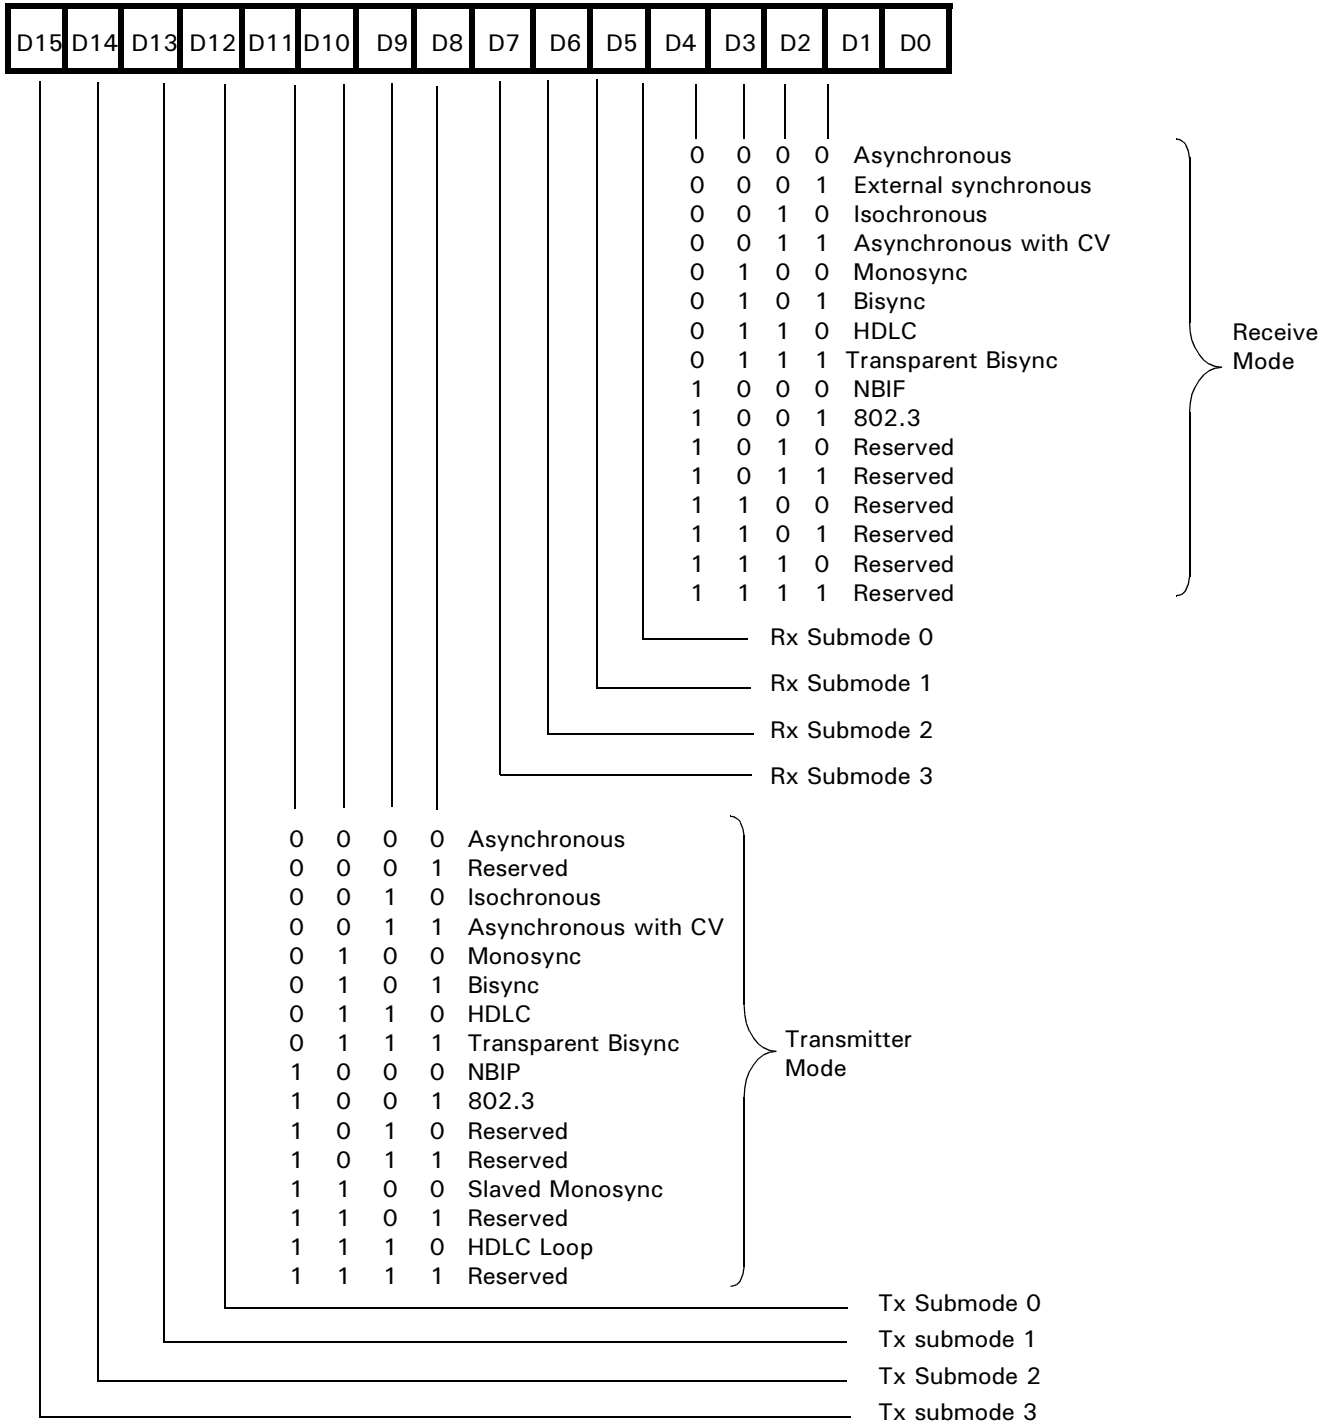 D15 D14 D13 D12 D11 D10 D9 D8 D7 D6 D5 D4 D3 D2 D1 D0
0 0 0 0 Asynchronous
0 0 0 1 External synchronous
0 0 1 0 Isochronous
0 0 1 1 Asynchronous with CV
0 1 0 0 Monosync
0 1 0 1 Bisync
0 1 1 0 HDLC
0 1 1 1 Transparent Bisync
1 0 0 0 NBIF
1 0 0 1 802.3
1 0 1 0 Reserved
1 0 1 1 Reserved
1 1 0 0 Reserved
1 1 0 1 Reserved
1 1 1 0 Reserved
1 1 1 1 Reserved
Receive
Mode
Rx Submode 0
Rx Submode 1
Rx Submode 2
Rx Submode 3
0 0 0 0 Asynchronous
0 0 0 1 Reserved
0 0 1 0 Isochronous
0 0 1 1 Asynchronous with CV
0 1 0 0 Monosync
0 1 0 1 Bisync
0 1 1 0 HDLC
0 1 1 1 Transparent Bisync
1 0 0 0 NBIP
1 0 0 1 802.3
1 0 1 0 Reserved
1 0 1 1 Reserved
1 1 0 0 Slaved Monosync
1 1 0 1 Reserved
1 1 1 0 HDLC Loop
1 1 1 1 Reserved
Transmitter
Mode
Tx Submode 0
Tx submode 1
Tx Submode 2
Tx submode 3